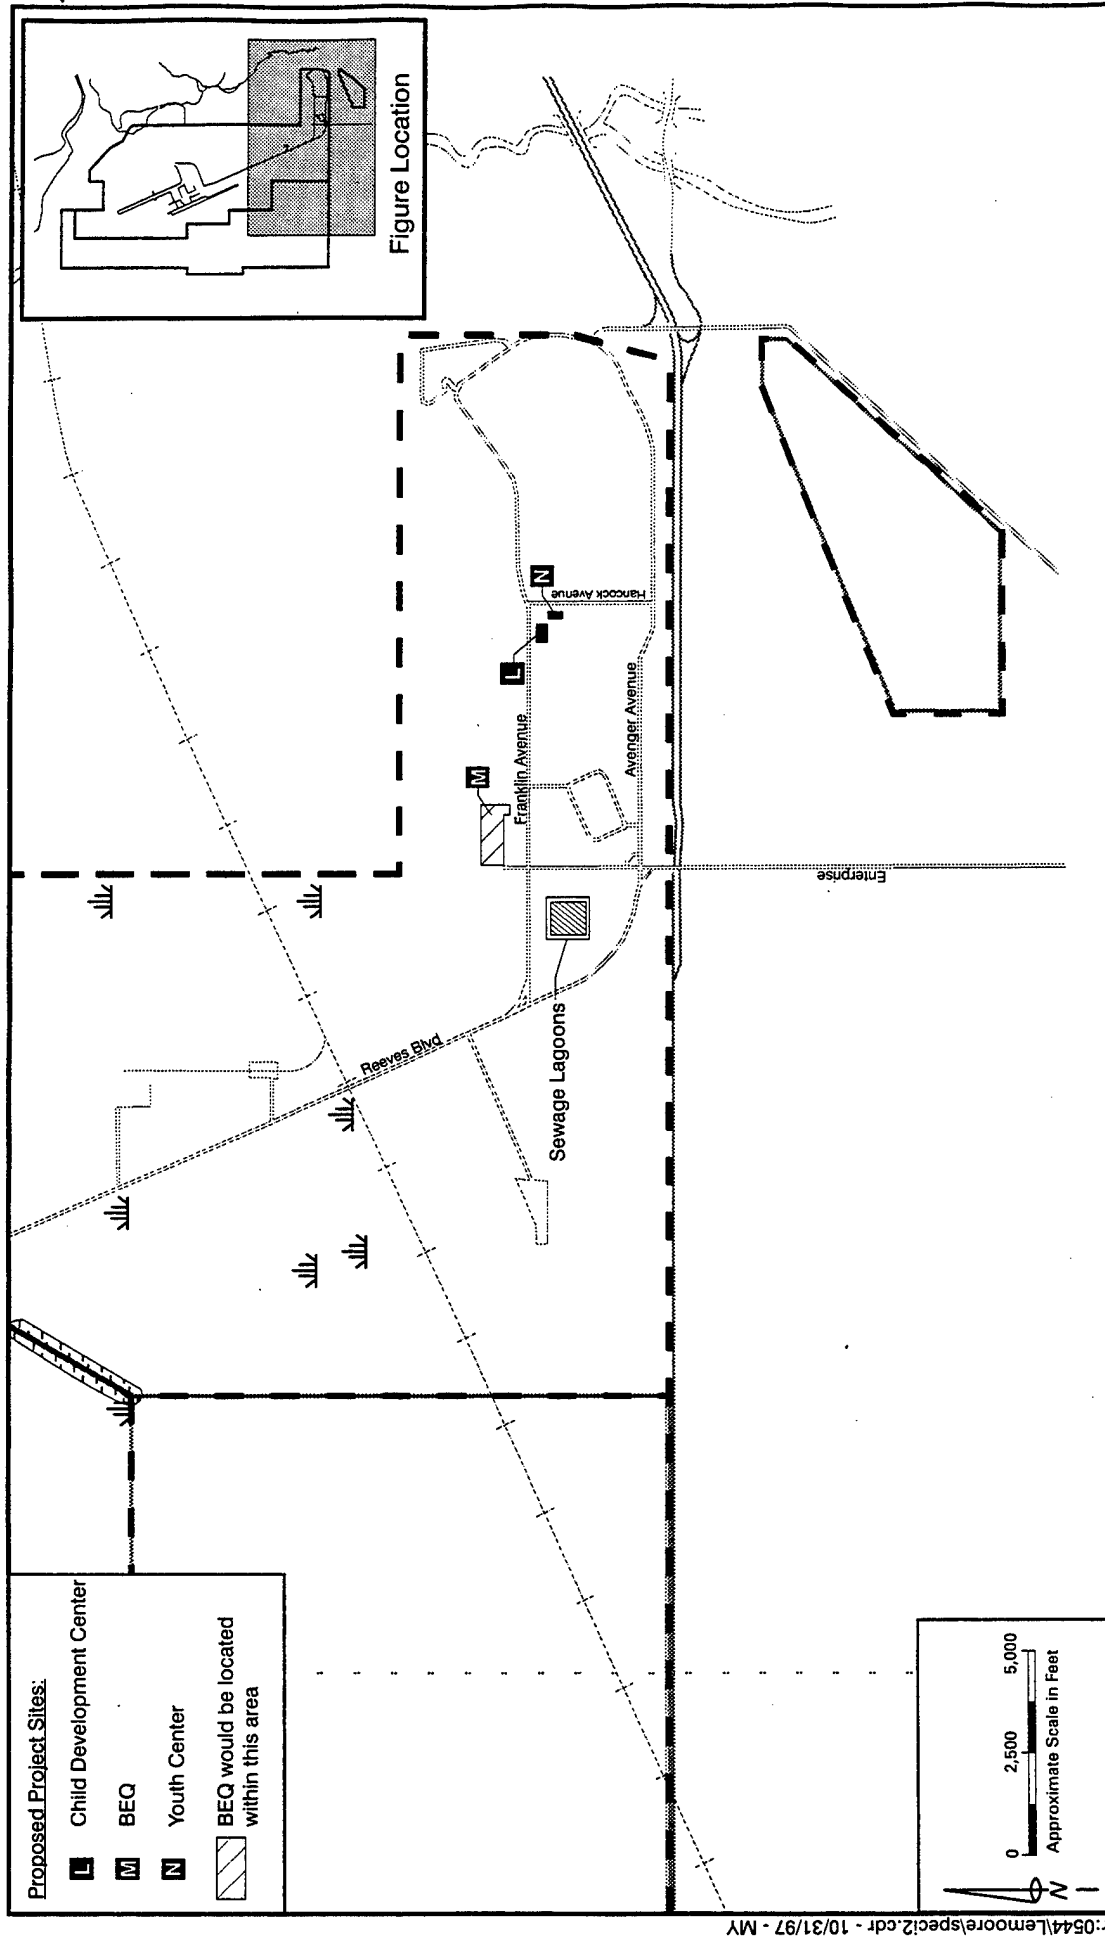 Proposed Project Sites:
L Child Development Center
M BEQ
N Youth Center
BEQ would be located
within this area
Figure Location
Reeves Blvd
Sewage Lagoons
M
Franklin Avenue
L
N
Hancock Avenue
Avenger Avenue
Enterprise
N
0 2,500 5,000
Approximate Scale in Feet
:0544\Lemoore\speci2.cdr - 10/31/97 - MY